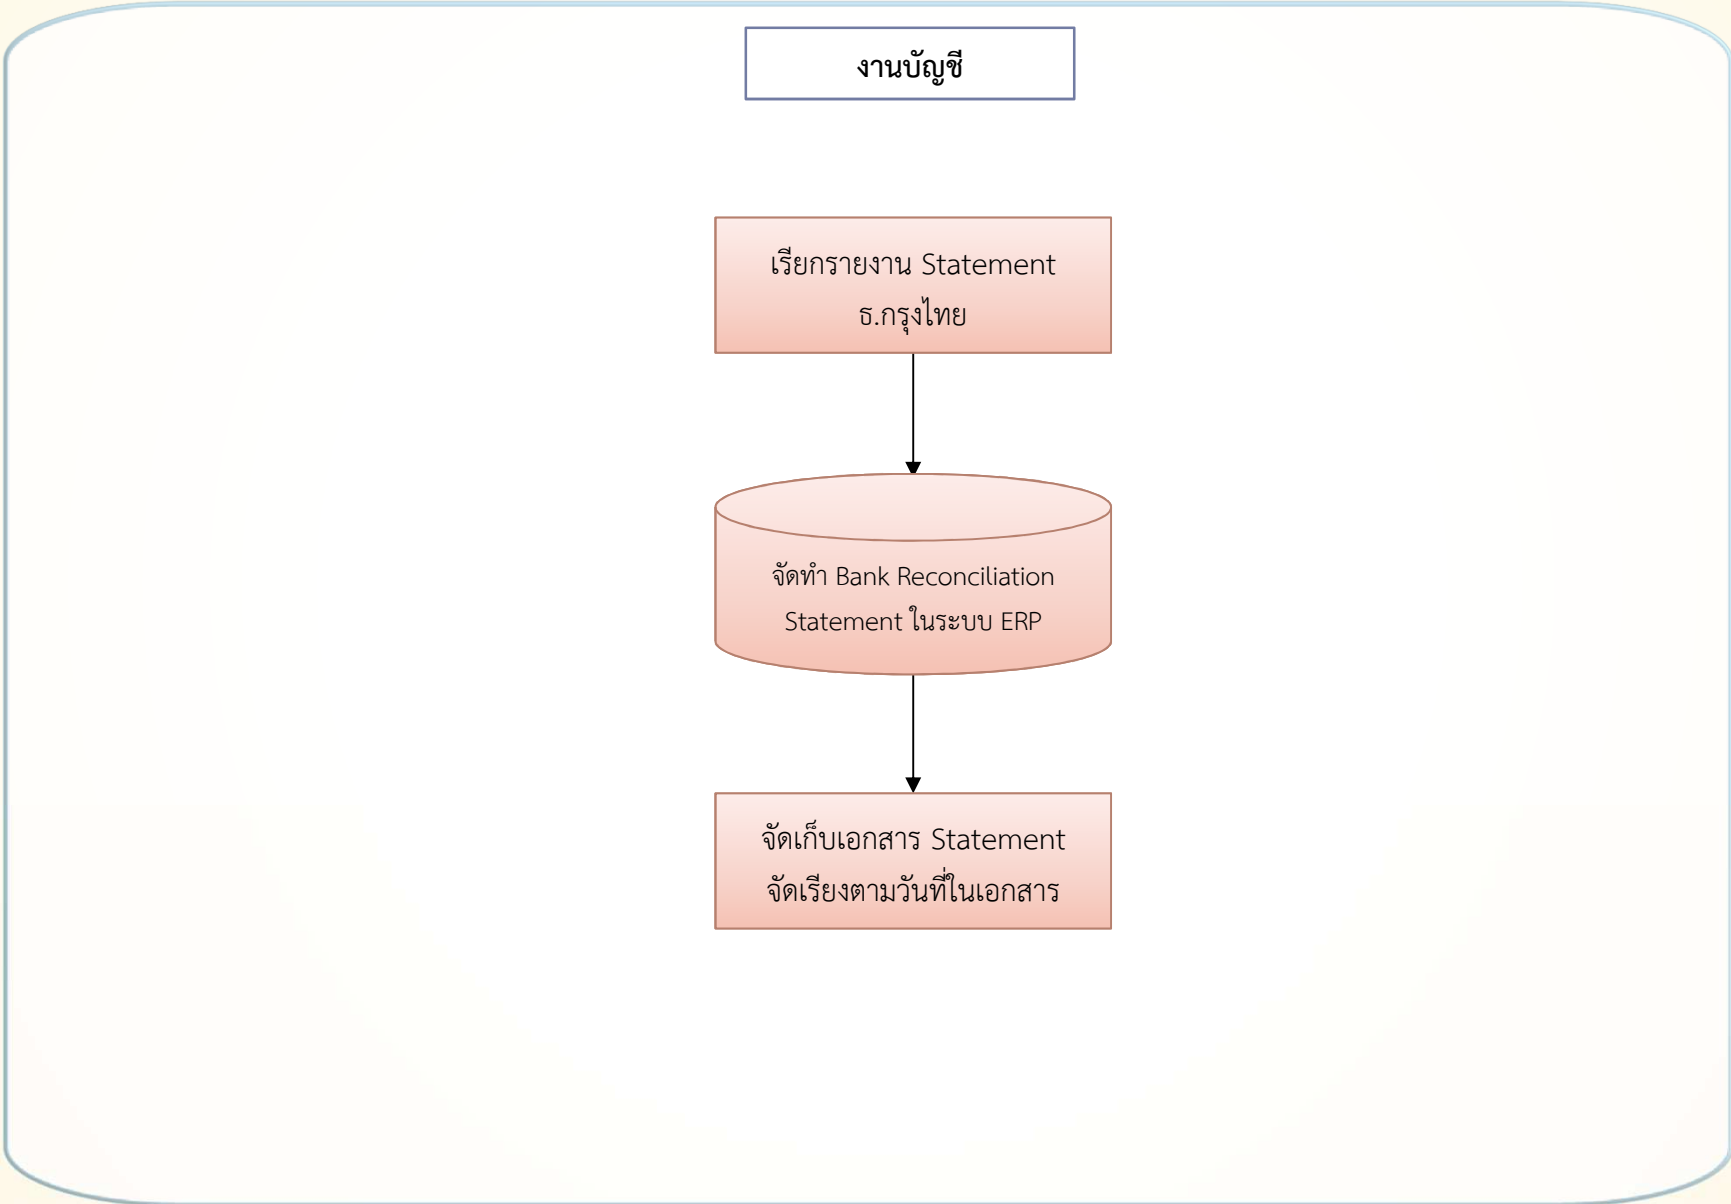 งานบัญชี
เรียกรายงาน Statement
ธ.กรุงไทย
จัดทำ Bank Reconciliation
Statement ในระบบ ERP
จัดเก็บเอกสาร Statement
จัดเรียงตามวันที่ในเอกสาร